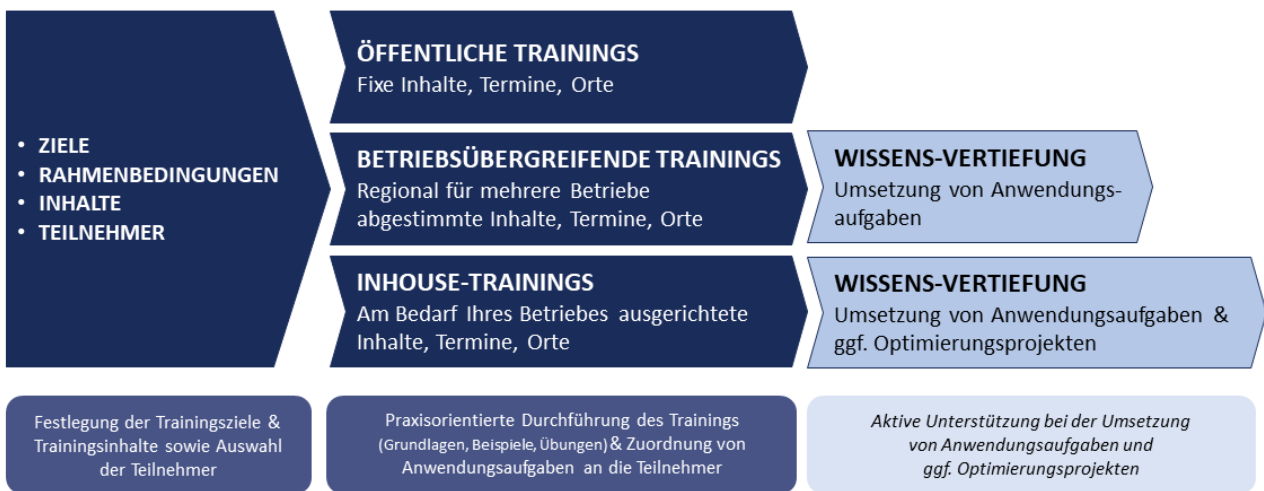 • ZIELE
• RAHMENBEDINGUNGEN
• INHALTE
• TEILNEHMER
ÖFFENTLICHE TRAININGS
Fixe Inhalte, Termine, Orte
BETRIEBSÜBERGREIFENDE TRAININGS
Regional für mehrere Betriebe
abgestimmte Inhalte, Termine, Orte
WISSENS-VERTIEFUNG
Umsetzung von Anwendungs-
aufgaben
INHOUSE-TRAININGS
Am Bedarf Ihres Betriebes ausgerichtete
Inhalte, Termine, Orte
WISSENS-VERTIEFUNG
Umsetzung von Anwendungsaufgaben &
ggf. Optimierungsprojekten
Festlegung der Trainingsziele &
Trainingsinhalte sowie Auswahl
der Teilnehmer
Praxisorientierte Durchführung des Trainings
(Grundlagen, Beispiele, Übungen) & Zuordnung von
Anwendungsaufgaben an die Teilnehmer
Aktive Unterstützung bei der Umsetzung
von Anwendungsaufgaben und
ggf. Optimierungsprojekten